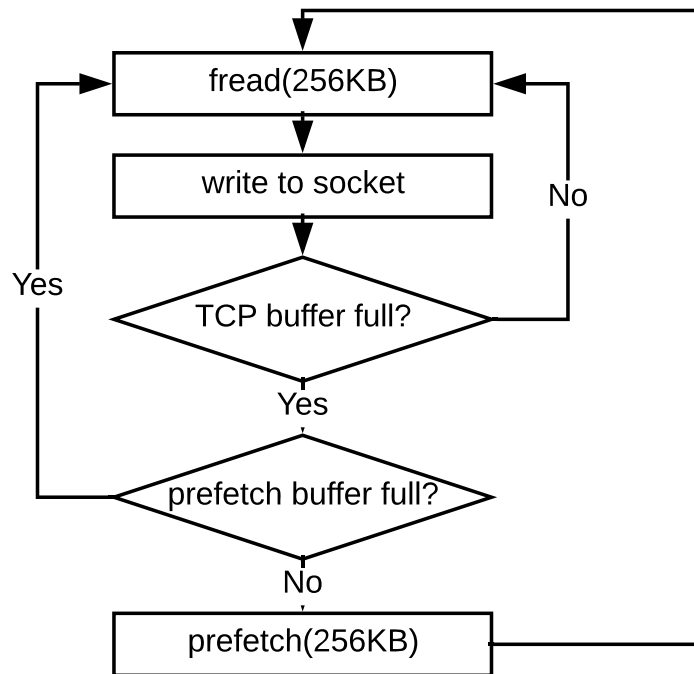 fread(256KB)
write to socket
No
Yes
TCP buffer full?
Yes
prefetch buffer full?
No
prefetch(256KB)